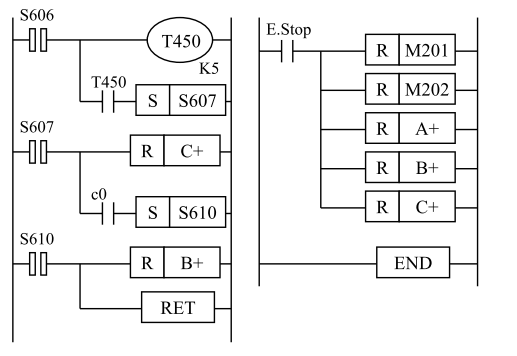 S606
T450
K5
T450
S S607
S607
R C+
c0
S S610
S610
R B+
RET
E.Stop
R M201
R M202
R A+
R B+
R C+
END